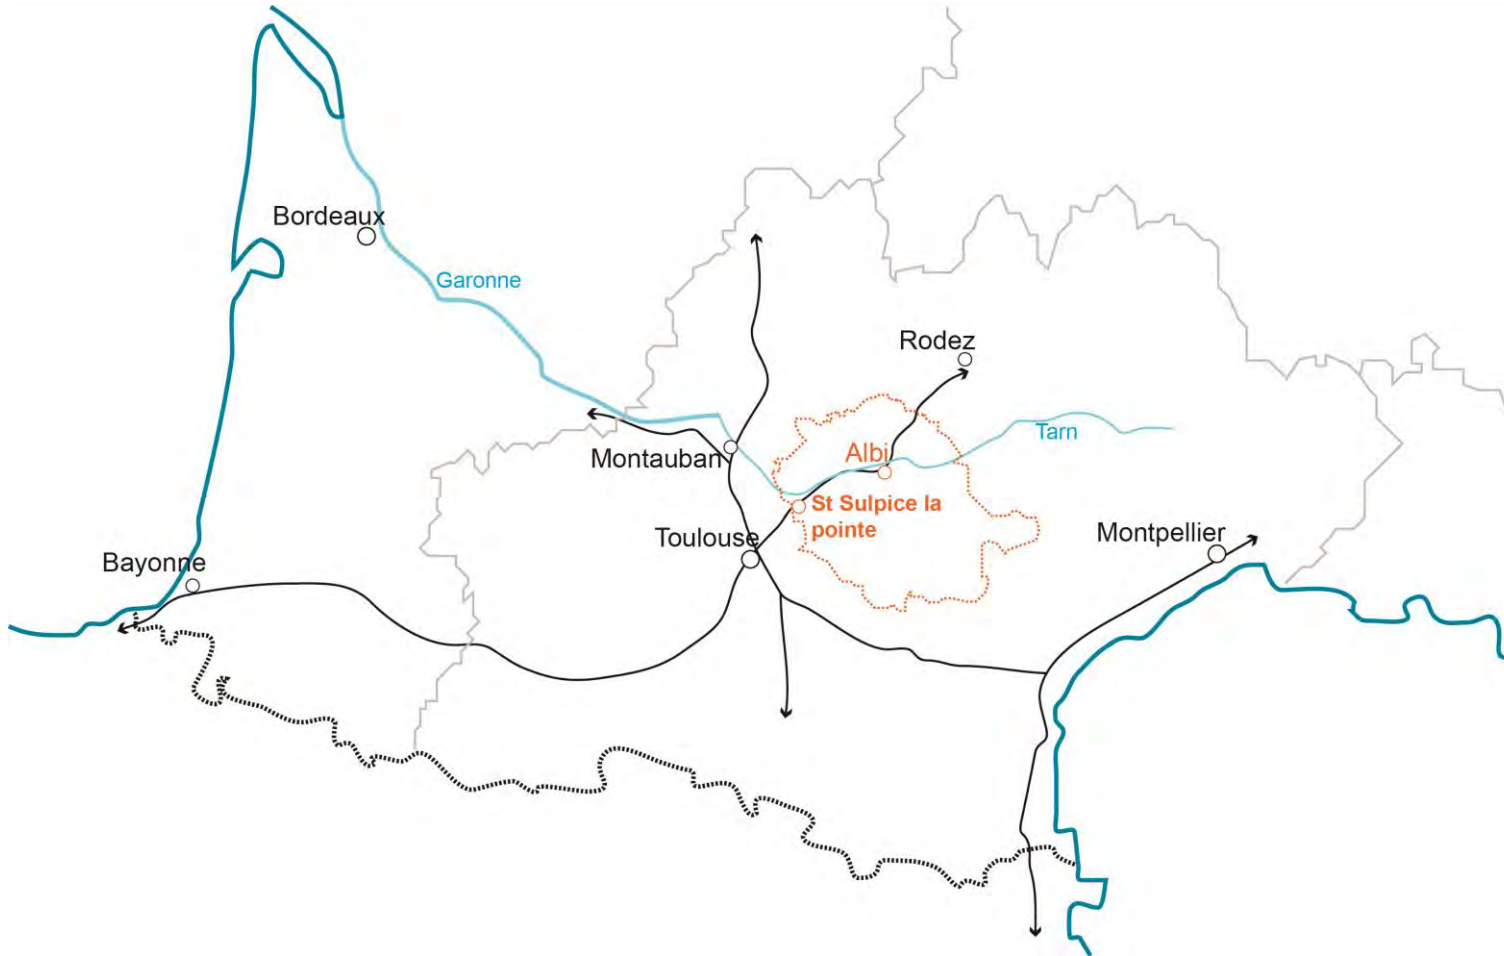 Bordeaux
Garonne
Rodez
Tarn
Albi
Montauban
St Sulpice la
pointe
Toulouse
Montpellier
Bayonne